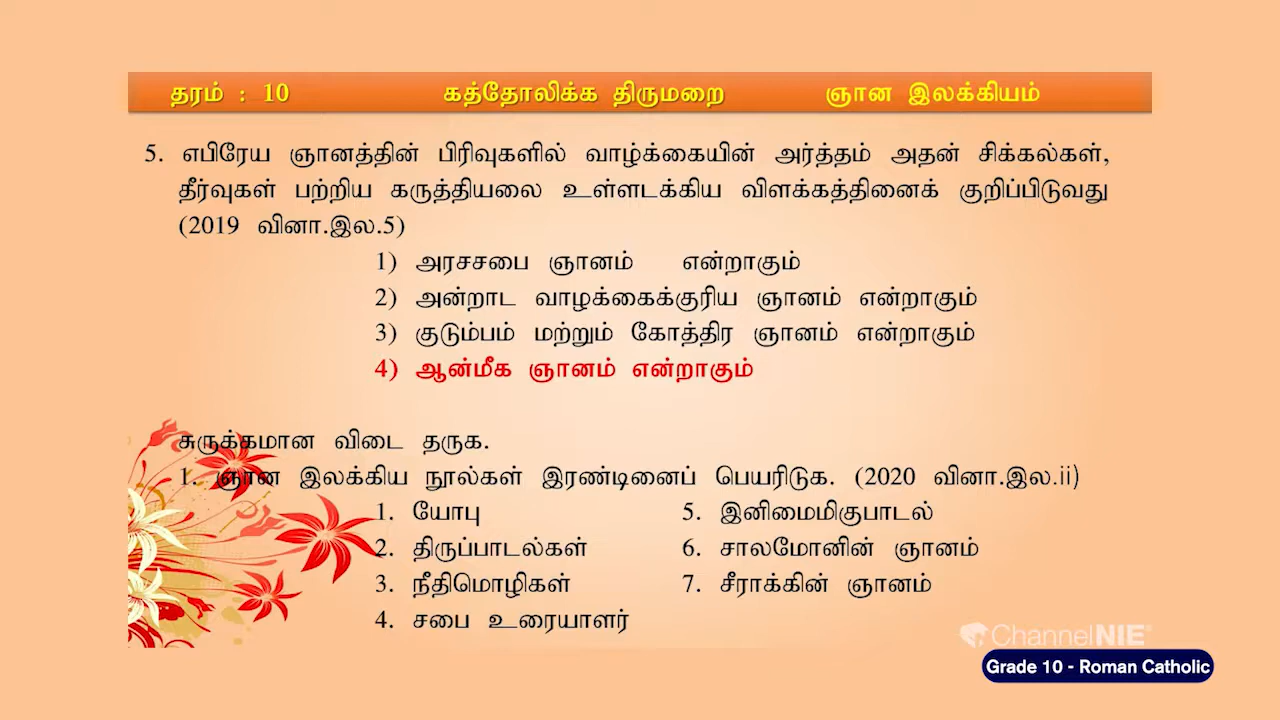 தரம் : 10 கத்தோலிக்க திருமறை ஞான இலக்கியம்
5. எபிரேய ஞானத்தின் பிரிவுகளில் வாழ்க்கையின் அர்த்தம் அதன் சிக்கல்கள்,
தீர்வுகள் பற்றிய கருத்தியலை உள்ளடக்கிய விளக்கத்தினைக் குறிப்பிடுவது
(2019 வினா.இல.5)
1) அரசசபை ஞானம் என்றாகும்
2) அன்றாட வாழக்கைக்குரிய ஞானம் என்றாகும்
3) குடும்பம் மற்றும் கோத்திர ஞானம் என்றாகும்
4) ஆன்மீக ஞானம் என்றாகும்
சுருக்கமான விடை தருக.
1. ஞான இலக்கிய நூல்கள் இரண்டினைப் பெயரிடுக. (2020 வினா.இல.ii)
1. யோபு 5. இனிமைமிகுபாடல்
2. திருப்பாடல்கள் 6. சாலமோனின் ஞானம்
3. நீதிமொழிகள் 7. சீராக்கின் ஞானம்
4. சபை உரையாளர்
ChannelNIE
Grade 10 - Roman Catholic